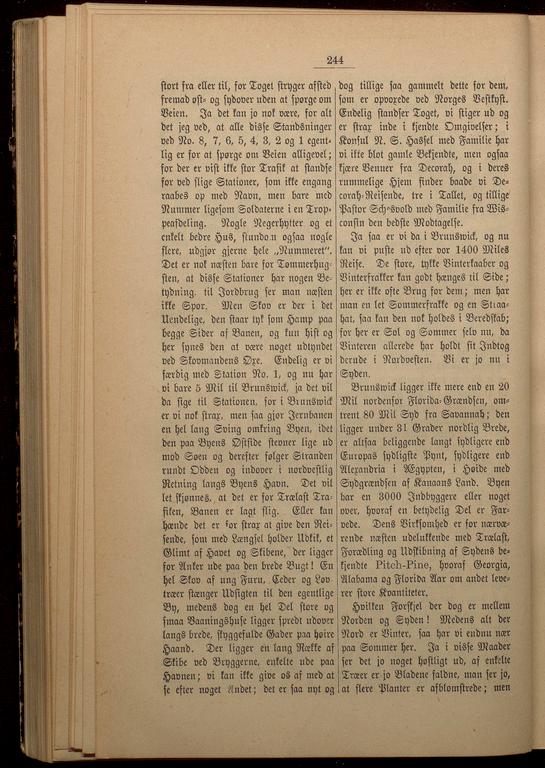 244
stort fra eller til, for Toget stryger afsted
fremad øst- og sydover uden at spørge om
Veien. Ja det kan jo nok være, for alt
det jeg ved, at alle disse Standsninger
ved No. 8, 7, 6, 5, 4, 3, 2 og 1 egent-
lig er for at spørge om Veien alligevel;
for der er vist ikke stor Trafik at standse
for ved slige Stationer, som ikke engang
raabes op med Navn, men bare med
Nummer ligesom Soldaterne i en Trop-
peafdeling. Nogle Negerhytter og et
enkelt bedre Hus, stundom ogsaa nogle
flere, udgjør gjerne hele „Nummeret“.
Det er nok næsten bare for Tømmerhug-
sten, at disse Stationer har nogen Be-
tydning, til Jordbrug ser man næsten
ikke Spor. Men Skov er der i det
Uendelige, den staar tyk som Hamp paa
begge Sider af Banen, og kun hist og
her synes den at være noget udtyndet
ved Skovmandens Øxe. Endelig er vi
færdig med Station No. 1, og nu har
vi bare 5 Mil til Brunswick, ja det vil
da sige til Stationen, for i Brunswick
er vi nok strax, men saa gjør Jernbanen
en hel lang Sving omkring Byen, idet
den paa Byens Østside stevner lige ud
mod Søen og derefter følger Stranden
rundt Odden og indover i nordvestlig
Retning langs Byens Havn. Det vil
let skjønnes, at det er for Trælast Tra-
fiken, Banen er lagt slig. Eller kan
hænde det er for strax at give den Rei-
sende, som med Længsel holder Udkik, et
Glimt af Havet og Skibene, der ligger
for Anker ude paa den brede Bugt! En
hel Skov af ung Furu, Ceder og Løv-
træer stænger Udsigten til den egentlige
By, medens dog en hel Del store og
smaa Vaaningshuse ligger spredt udover
langs brede, skyggefulde Gader paa høire
Haand. Der ligger en lang Række af
Skibe ved Bryggerne, enkelte ude paa
Havnen; vi kan ikke give os af med at
se efter noget Andet; det er saa nyt og
dog tillige saa gammelt dette for dem,
som er opvoxede ved Norges Vestkyst.
Endelig standser Toget, vi stiger ud og
er strax inde i kjendte Omgivelser; i
Konsul N. S. Hassel med Familie har
vi ikke blot gamle Bekjendte, men ogsaa
kjære Venner fra Decorah, og i deres
rummelige Hjem finder baade vi De-
corah-Reisende, tre i Tallet, og tillige
Pastor med Familie fra Wis-
consin den bedste Modtagelse.
Ja saa er vi da i Brunswick, og nu
kan vi puste ud efter vor 1400 Miles
Reise. De store, tykke Vinterkaaber og
Vinterfrakker kan godt hænges til Side;
her er ikke ofte Brug for dem; men har
man en let Sommerfrakke og en Straa-
hat, saa kan den nok holdes i Beredskab;
for her er Sol og Sommer selv nu, da
Vinteren allerede har holdt sit Indtog
derude i Nordvesten. Vi er jo nu i
Syden.
Brunswick ligger ikke mere end en 20
Mil nordenfor Florida-Grændsen, om-
trent 80 Mil Syd fra Savannah; den
ligger under 31 Grader nordlig Brede,
er altsaa beliggende langt sydligere end
Europas sydligste Pynt, sydligere end
Alexandria i Ægypten, i Høide med
Sydgrændsen af Kanaans Land. Byen
har en 3000 Indbyggere eller noget
over, hvoraf en betydelig Del er Far-
vede. Dens Virksomhed er for nærvæ-
rende næsten udelukkende med Trælast,
Forædling og Udskibning af Sydens be-
kjendte Pitch-Pine, hvoraf Georgia,
Alabama og Florida Aar om andet leve-
rer store Kvantiteter.
Hvilken Forskjel der dog er mellem
Norden og Syden! Medens alt der
Nord er Vinter, saa har vi endnu nær
paa Sommer her. Ja i visse Maader
ser det jo noget høstligt ud, af enkelte
Træer er jo Bladene faldne, man ser jo,
at flere Planter er afblomstrede; men